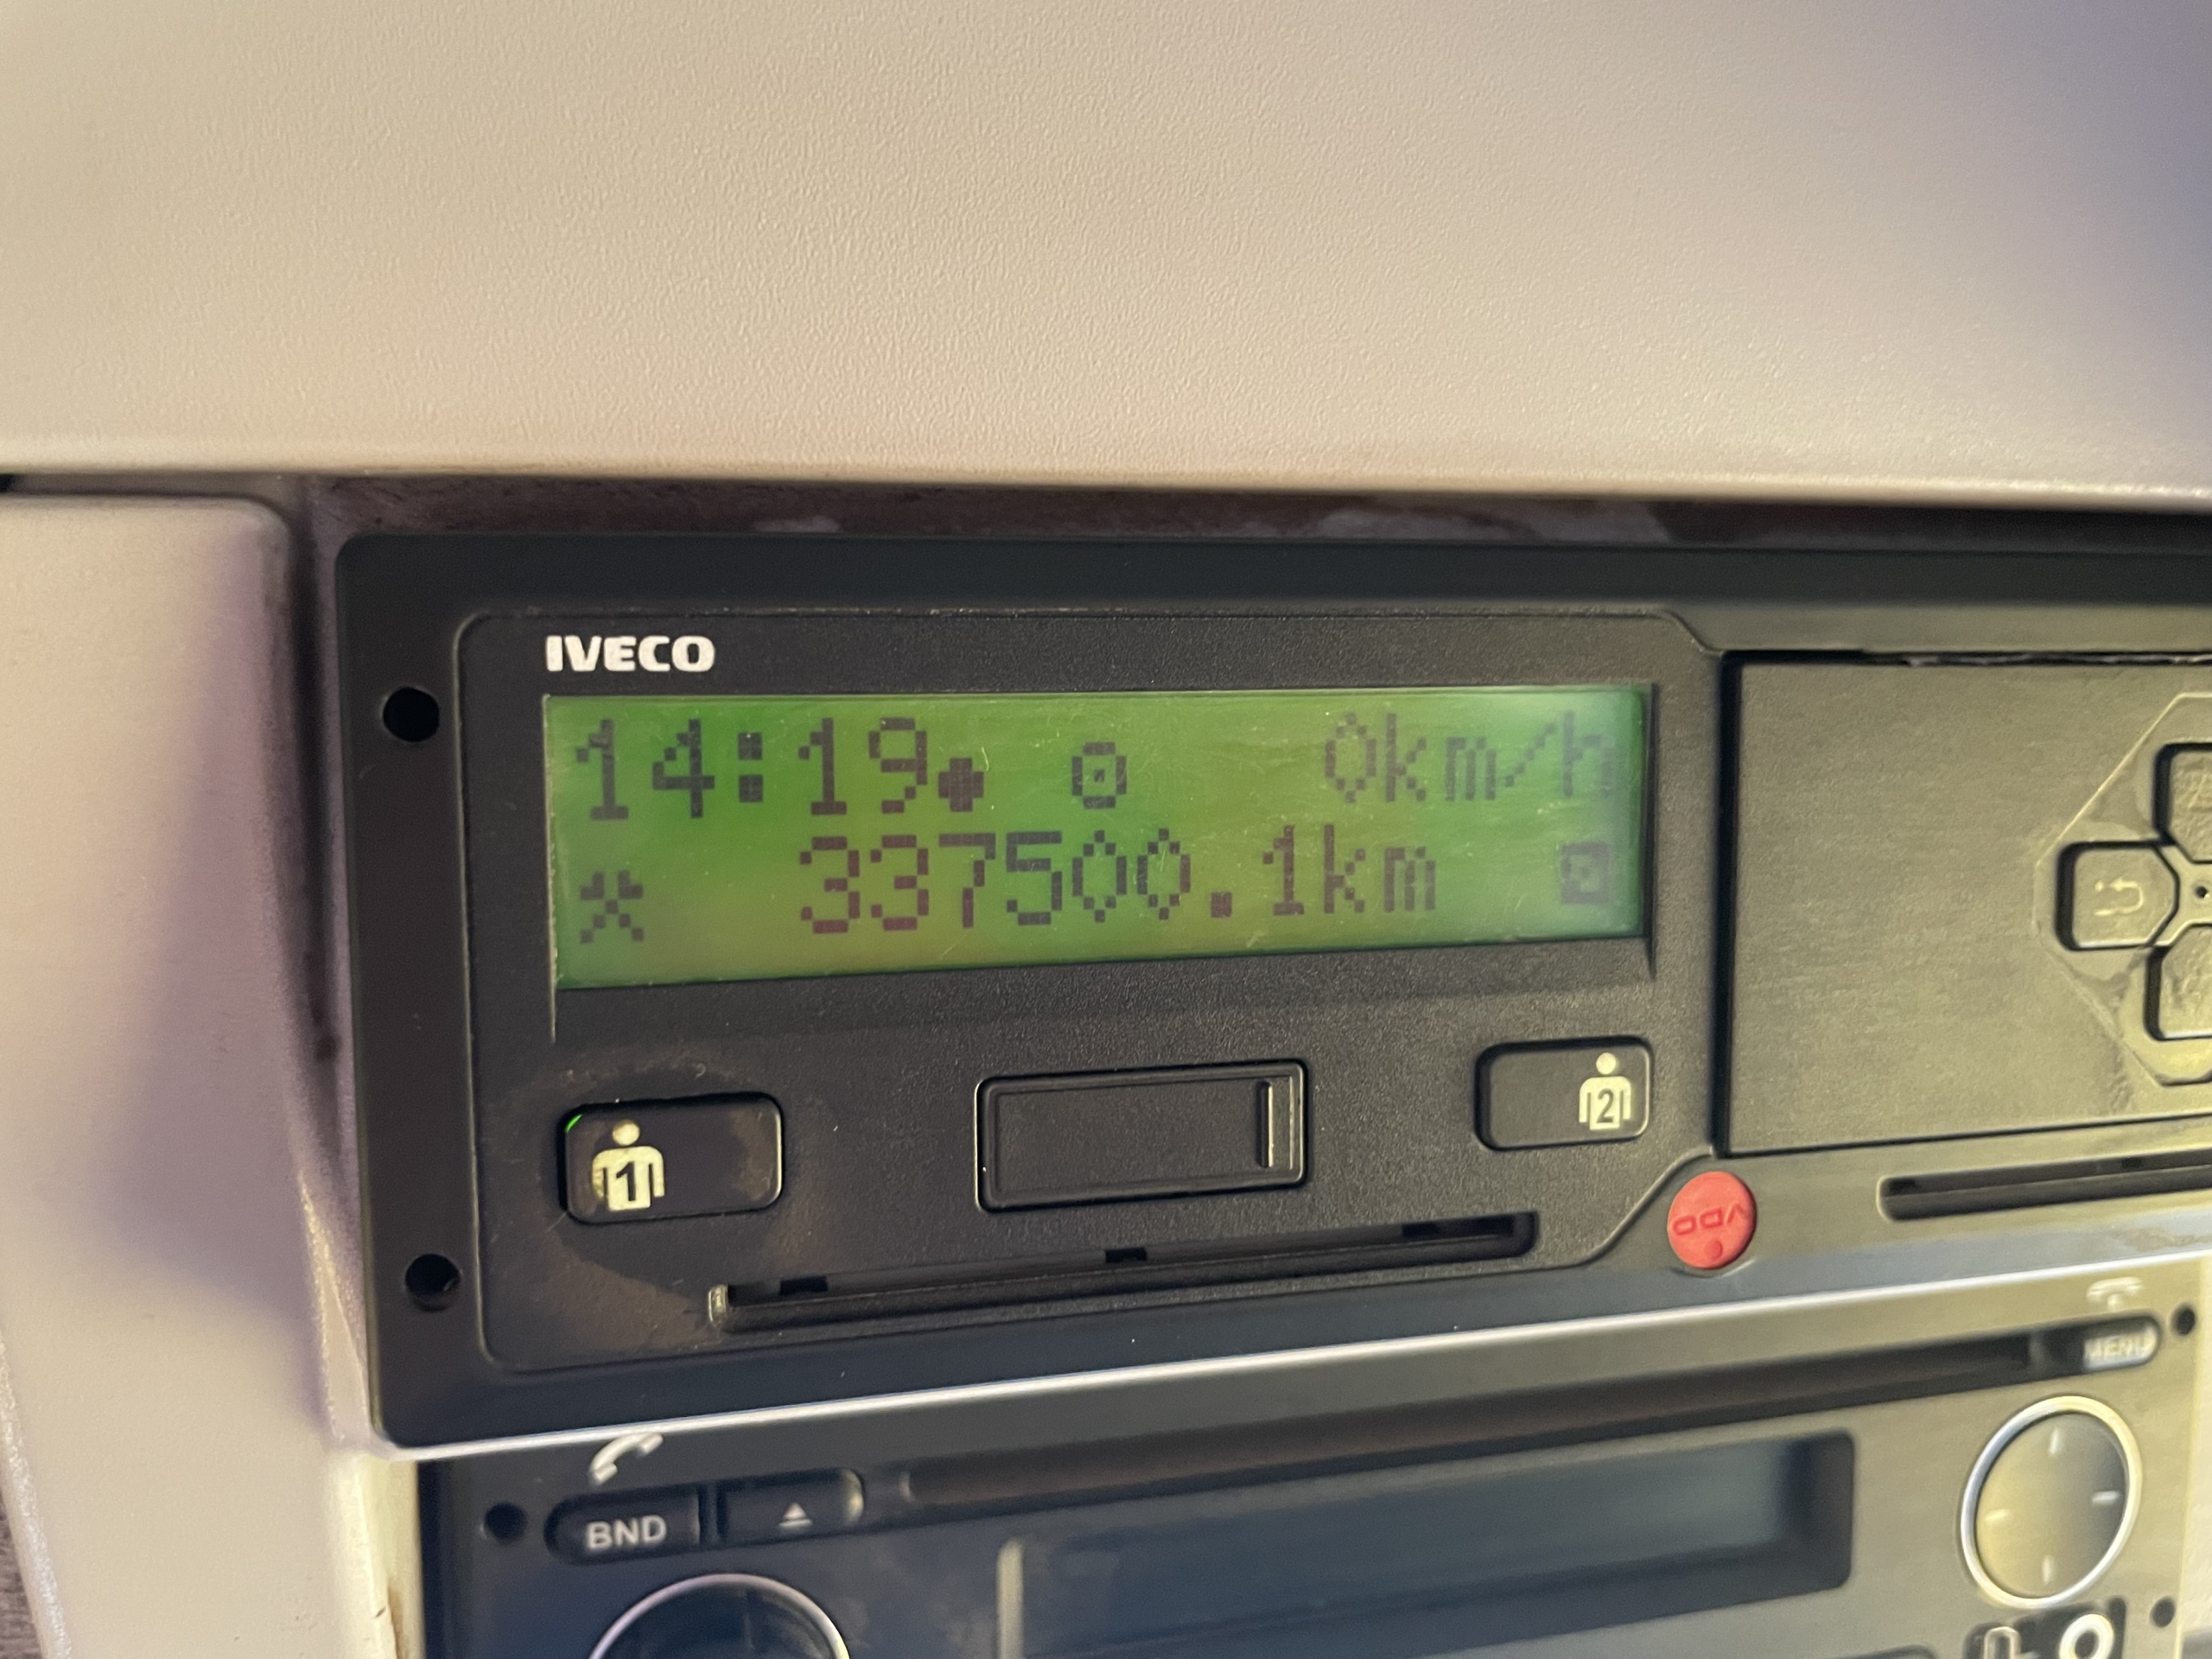 IVECO
14:19 0km/h
337500.1km
1
2
VDO
MENU
BND